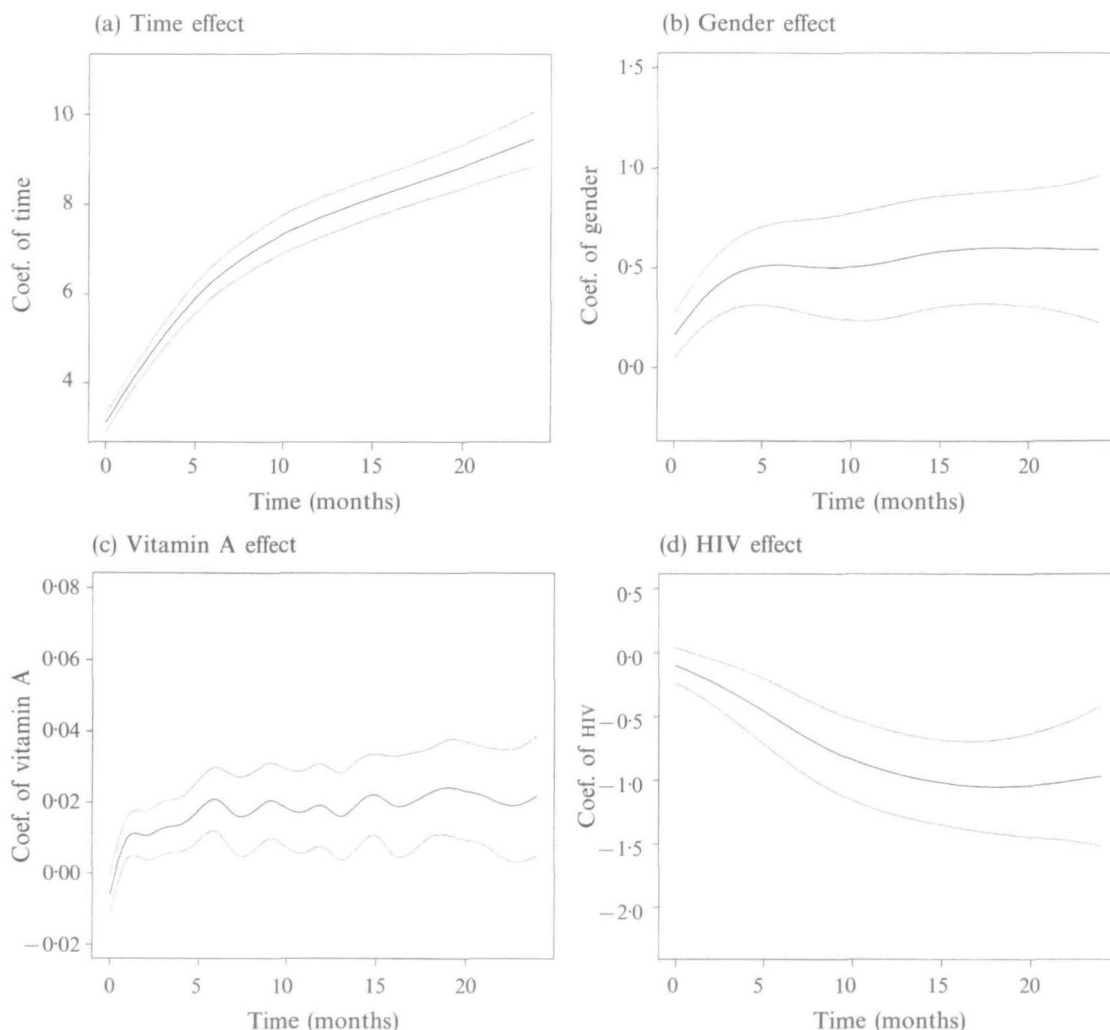 (a) Time effect
10
8
6
4
Coef. of time
0 5 10 15 20
Time (months)
(b) Gender effect
1·5
1·0
0·5
0·0
Coef. of gender
0 5 10 15 20
Time (months)
(c) Vitamin A effect
0·08
0·06
0·04
0·02
0·00
−0·02
Coef. of vitamin A
0 5 10 15 20
Time (months)
(d) HIV effect
0·5
0·0
−0·5
−1·0
−1·5
−2·0
Coef. of HIV
0 5 10 15 20
Time (months)